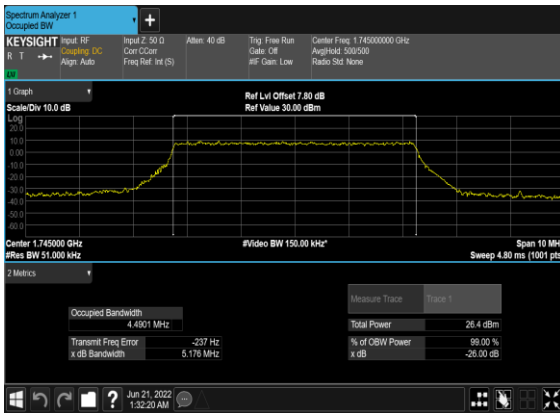 Spectrum Analyzer 1
Occupied BW
KEYSIGHT
R T
Input: RF
Coupling: DC
Align: Auto
Input Z: 50 Ω
Corr CCorr
Freq Ref: Int (S)
Atten: 40 dB
Trig: Free Run
Gate: Off
#IF Gain: Low
Center Freq: 1.745000000 GHz
Avg|Hold: 500/500
Radio Std: None
1 Graph
Scale/Div 10.0 dB
Ref Lvl Offset 7.80 dB
Ref Value 30.00 dBm
Log
20.0
10.0
0.00
-10.0
-20.0
-30.0
-40.0
-50.0
-60.0
Center 1.745000 GHz
#Res BW 51.000 kHz
#Video BW 150.00 kHz*
Span 10 MH
Sweep 4.80 ms (1001 pts
2 Metrics
Measure Trace
Trace 1
Occupied Bandwidth
4.4901 MHz
Total Power
26.4 dBm
Transmit Freq Error
-237 Hz
% of OBW Power
99.00 %
x dB Bandwidth
5.176 MHz
x dB
-26.00 dB
Jun 21, 2022
1:32:20 AM